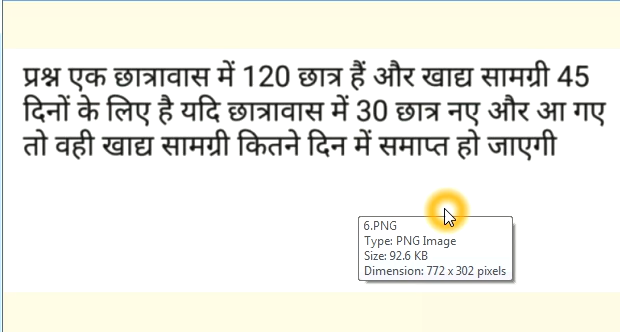 प्रश्न एक छात्रावास में 120 छात्र हैं और खाद्य सामग्री 45
दिनों के लिए है यदि छात्रावास में 30 छात्र नए और आ गए
तो वही खाद्य सामग्री कितने दिन में समाप्त हो जाएगी
6.PNG
Type: PNG Image
Size: 92.6 KB
Dimension: 772 x 302 pixels